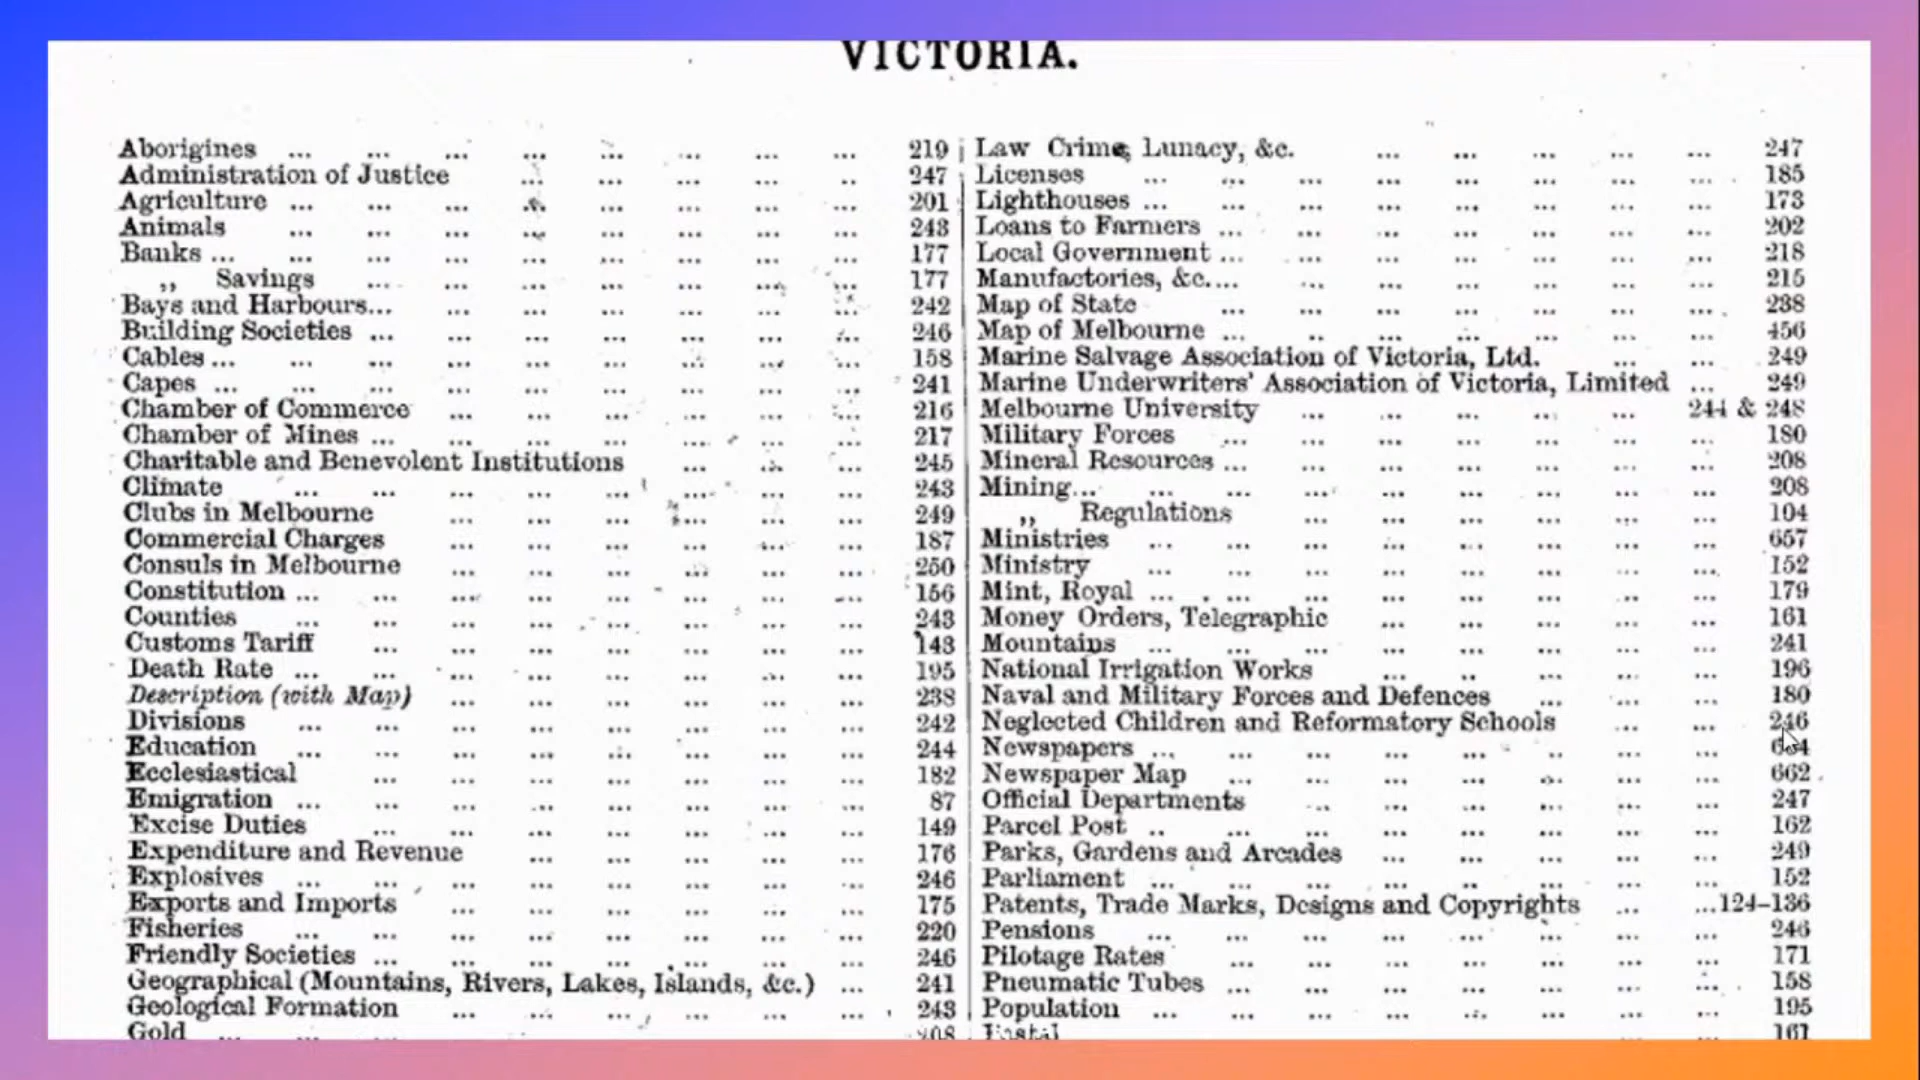 VICTORIA.
Aborigines ... ... ... ... ... ... ... ... 219
Administration of Justice ... ... ... ... .. 247
Agriculture ... ... ... ... ... ... ... ... 201
Animals ... ... ... ... ... ... ... ... 243
Banks ... ... ... ... ... ... ... ... ... 177
,, Savings ... ... ... ... ... ... ... 177
Bays and Harbours... ... ... ... ... ... ... 242
Building Societies ... ... ... ... ... ... ... 246
Cables ... ... ... ... ... ... ... ... ... 158
Capes ... ... ... ... ... ... ... ... ... 241
Chamber of Commerce ... ... ... ... ... ... 216
Chamber of Mines ... ... ... ... ... ... ... 217
Charitable and Benevolent Institutions ... ... ... 245
Climate ... ... ... ... ... ... ... ... 243
Clubs in Melbourne ... ... ... ... ... ... 249
Commercial Charges ... ... ... ... ... ... 187
Consuls in Melbourne ... ... ... ... ... ... 250
Constitution ... ... ... ... ... ... ... ... 156
Counties ... ... ... ... ... ... ... ... 243
Customs Tariff ... ... ... ... ... ... ... 143
Death Rate ... ... ... ... ... ... ... ... 195
Description (with Map) ... ... ... ... ... ... 238
Divisions ... ... ... ... ... ... ... ... 242
Education ... ... ... ... ... ... ... ... 244
Ecclesiastical ... ... ... ... ... ... ... 182
Emigration ... ... ... ... ... ... ... ... 87
Excise Duties ... ... ... ... ... ... ... 149
Expenditure and Revenue ... ... ... ... ... 176
Explosives ... ... ... ... ... ... ... ... 246
Exports and Imports ... ... ... ... ... ... 175
Fisheries ... ... ... ... ... ... ... ... 220
Friendly Societies ... ... ... ... ... ... ... 246
Geographical (Mountains, Rivers, Lakes, Islands, &c.) ... 241
Geological Formation ... ... ... ... ... ... 243
Gold ... ... ... ... ... ... ... ...
Law Crime, Lunacy, &c. ... ... ... ... ... 247
Licenses ... ... ... ... ... ... ... ... 185
Lighthouses ... ... ... ... ... ... ... ... 173
Loans to Farmers ... ... ... ... ... ... ... 202
Local Government ... ... ... ... ... ... ... 218
Manufactories, &c.... ... ... ... ... ... ... 215
Map of State ... ... ... ... ... ... ... 238
Map of Melbourne ... .. ... ... ... ... ... 456
Marine Salvage Association of Victoria, Ltd. ... ... 249
Marine Underwriters' Association of Victoria, Limited ... 249
Melbourne University ... ... ... ... ... 244 & 248
Military Forces ... ... ... ... ... ... ... 180
Mineral Resources ... ... ... ... ... ... ... 208
Mining... ... ... ... ... ... ... ... ... 208
,, Regulations ... ... ... ... ... ... 104
Ministries ... ... ... ... ... ... ... ... 657
Ministry ... ... ... ... ... ... ... ... 152
Mint, Royal ... ... ... ... ... ... ... ... 179
Money Orders, Telegraphic ... ... ... ... ... 161
Mountains ... ... ... ... ... ... ... ... 241
National Irrigation Works ... .. ... ... ... 196
Naval and Military Forces and Defences ... ... ... 180
Neglected Children and Reformatory Schools ... ... 246
Newspapers ... ... ... ... ... .. ... ...
Newspaper Map ... ... ... ... ... ... ... 662
Official Departments ... ... ... ... ... ... 247
Parcel Post .. ... ... ... ... ... ... ... 162
Parks, Gardens and Arcades ... ... ... ... ... 249
Parliament ... ... ... ... .. ... ... ... 152
Patents, Trade Marks, Designs and Copyrights ... ...124-136
Pensions ... ... ... ... ... ... ... ... 246
Pilotage Rates ... ... ... ... ... ... ... 171
Pneumatic Tubes ... ... ... ... ... ... ... 158
Population ... ... ... ... ... ... ... ... 195
Postal ... ... 161